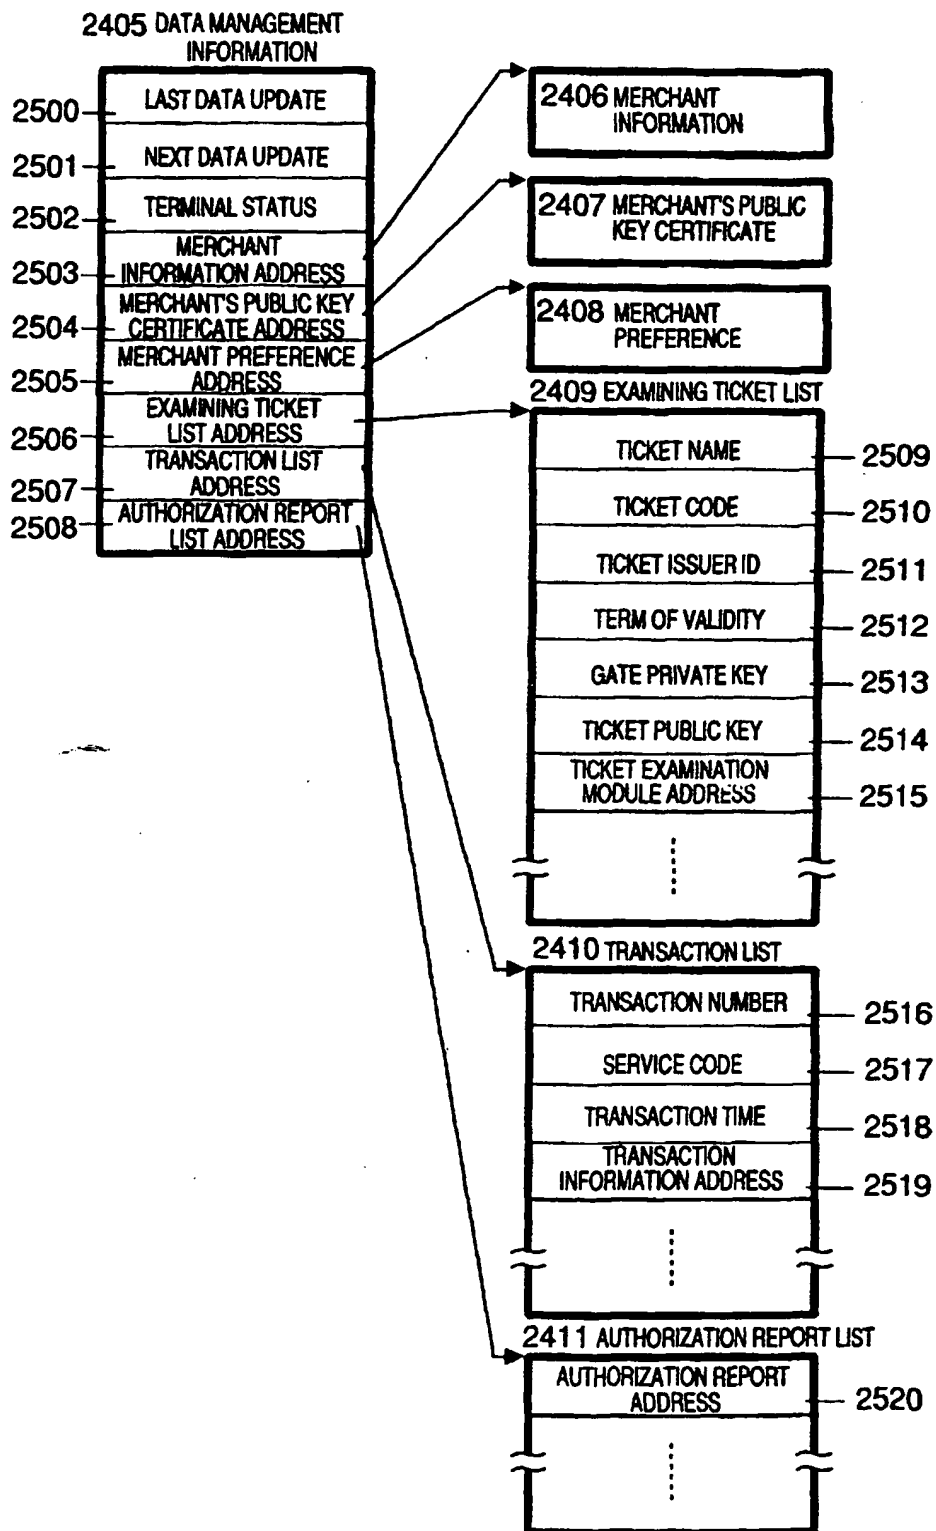 2405 DATA MANAGEMENT
INFORMATION
2500
LAST DATA UPDATE
2501
NEXT DATA UPDATE
2502
TERMINAL STATUS
2503
MERCHANT
INFORMATION ADDRESS
2504
MERCHANT'S PUBLIC KEY
CERTIFICATE ADDRESS
2505
MERCHANT PREFERENCE
ADDRESS
2506
EXAMINING TICKET
LIST ADDRESS
2507
TRANSACTION LIST
ADDRESS
2508
AUTHORIZATION REPORT
LIST ADDRESS
2406 MERCHANT
INFORMATION
2407 MERCHANT'S PUBLIC
KEY CERTIFICATE
2408 MERCHANT
PREFERENCE
2409 EXAMINING TICKET LIST
TICKET NAME
2509
TICKET CODE
2510
TICKET ISSUER ID
2511
TERM OF VALIDITY
2512
GATE PRIVATE KEY
2513
TICKET PUBLIC KEY
2514
TICKET EXAMINATION
MODULE ADDRESS
2515
2410 TRANSACTION LIST
TRANSACTION NUMBER
2516
SERVICE CODE
2517
TRANSACTION TIME
2518
TRANSACTION
INFORMATION ADDRESS
2519
2411 AUTHORIZATION REPORT LIST
AUTHORIZATION REPORT
ADDRESS
2520